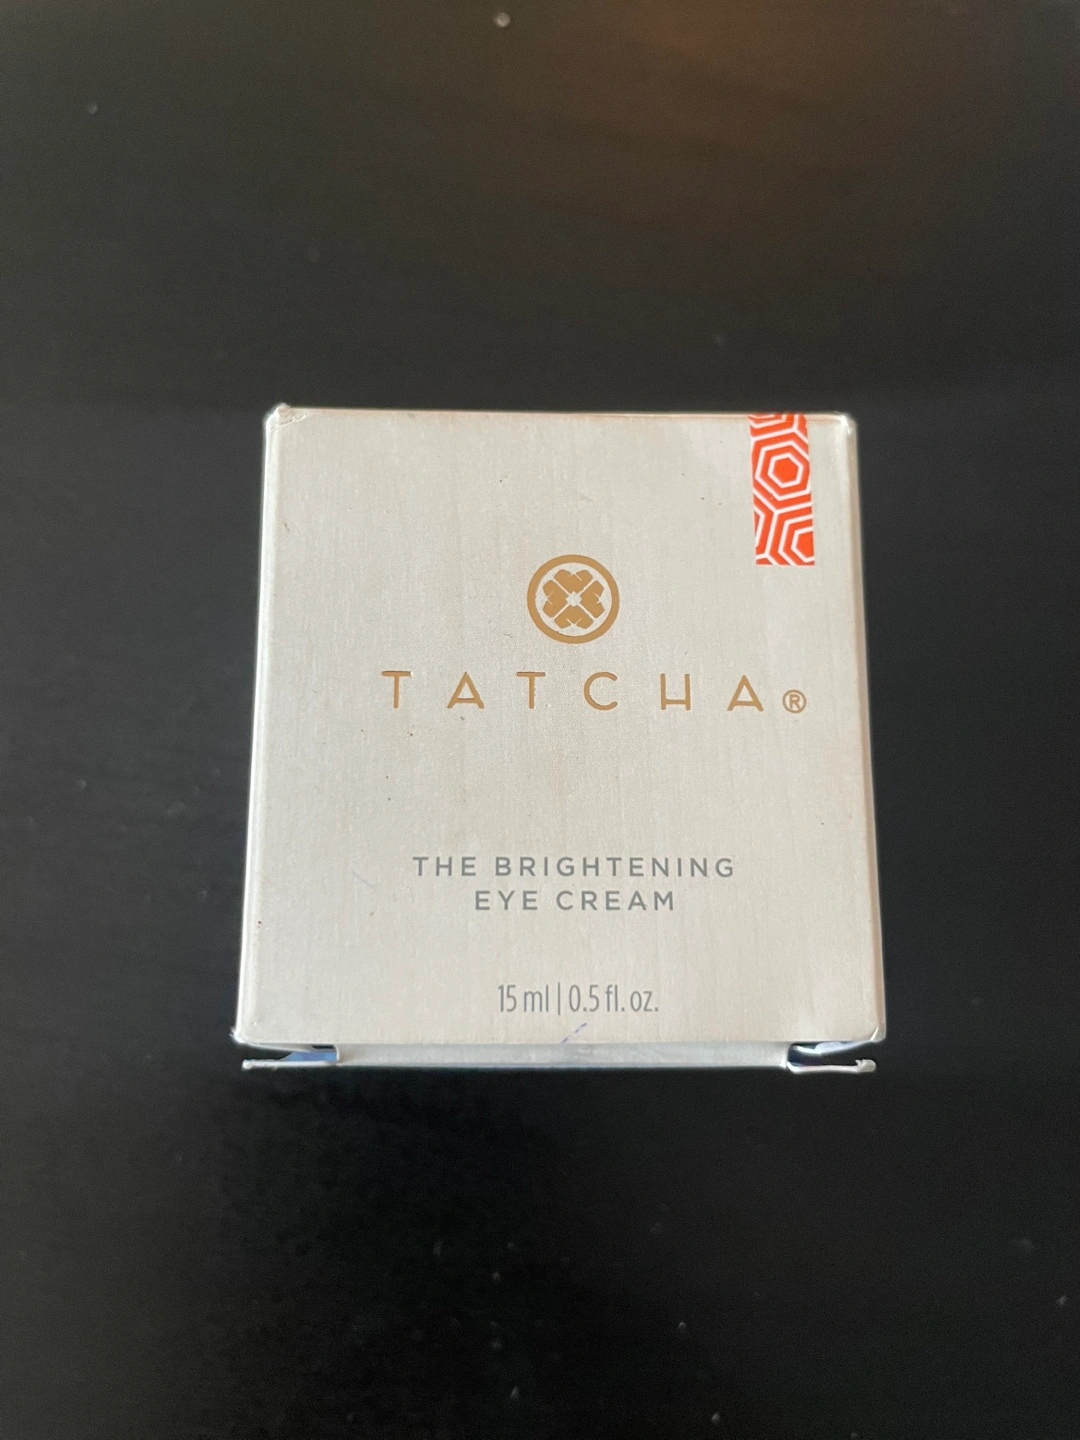 TATCHA®
THE BRIGHTENING
EYE CREAM
15 ml | 0.5 fl. oz.